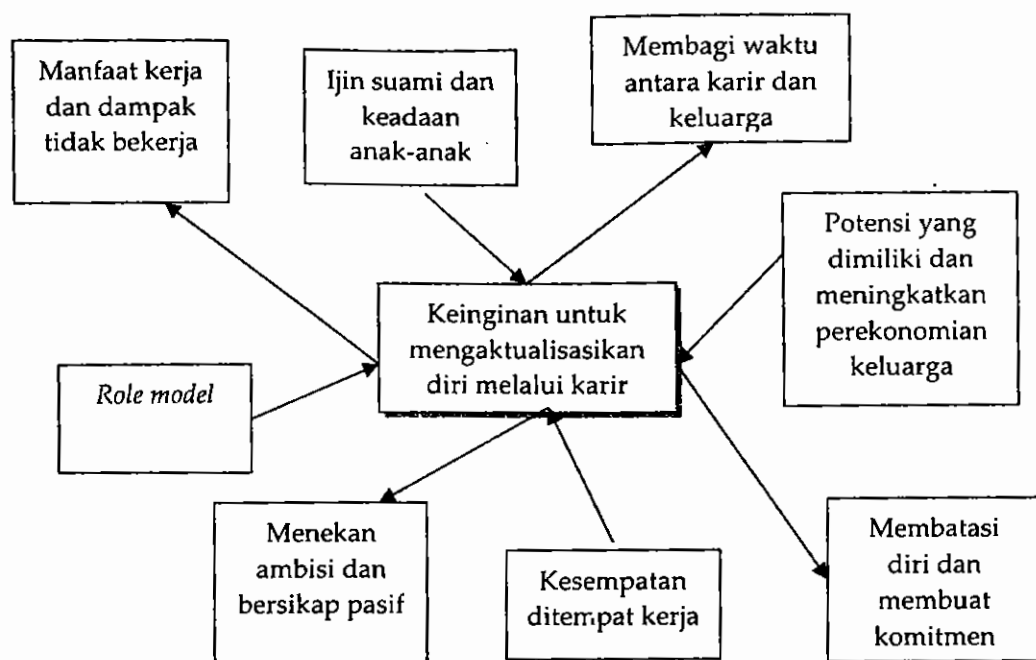 Manfaat kerja
dan dampak
tidak bekerja
Ijin suami dan
keadaan
anak-anak
Membagi waktu
antara karir dan
keluarga
Potensi yang
dimiliki dan
meningkatkan
perekonomian
keluarga
Keinginan untuk
mengaktualisasikan
diri melalui karir
Role model
Menekan
ambisi dan
bersikap pasif
Kesempatan
ditempat kerja
Membatasi
diri dan
membuat
komitmen